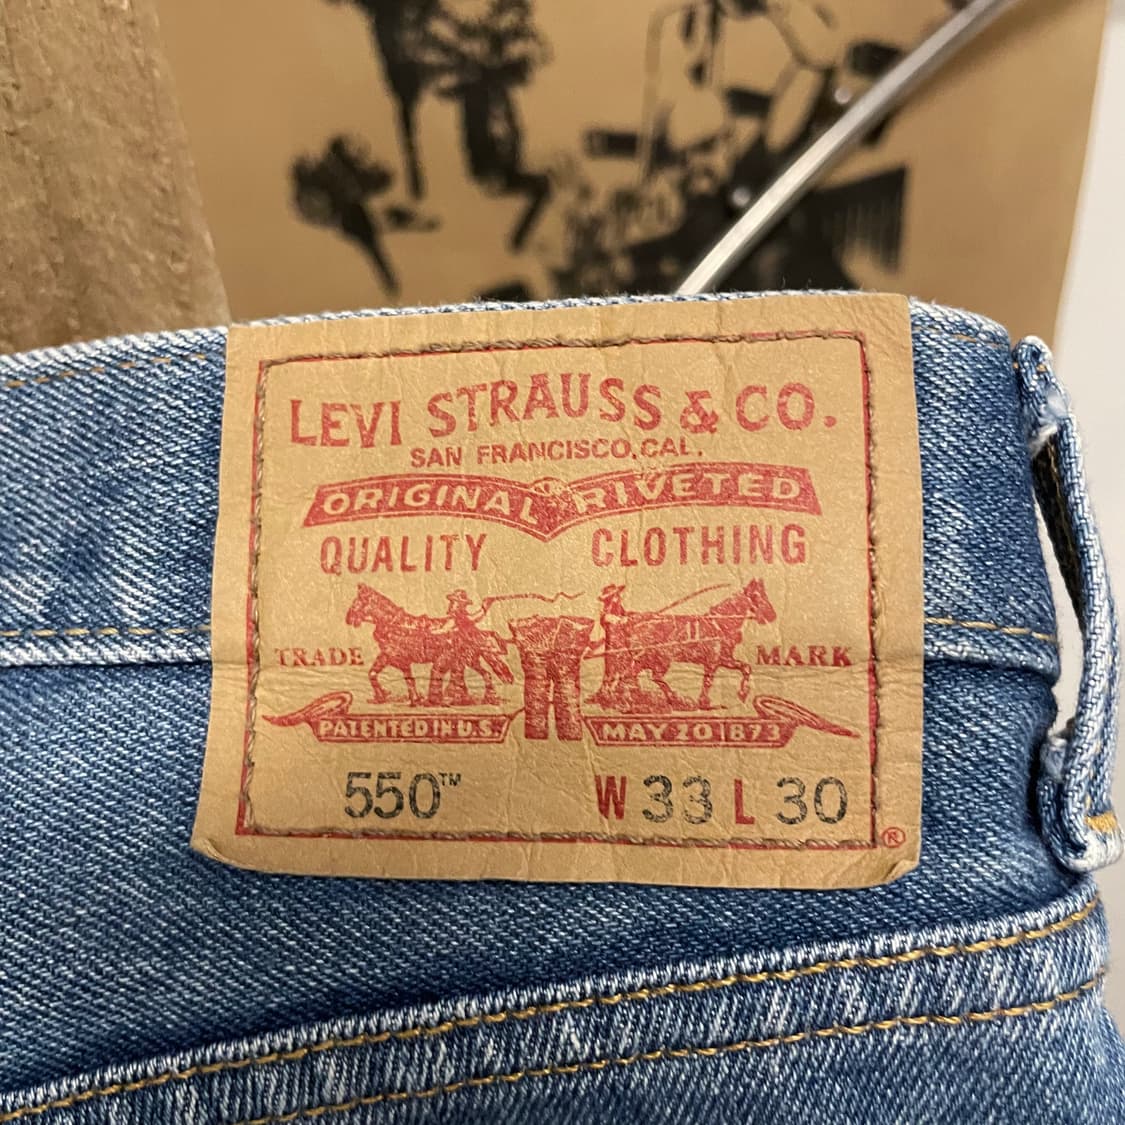 LEVI STRAUSS & CO.
SAN FRANCISCO, CAL.
ORIGINAL RIVETED
QUALITY CLOTHING
TRADE MARK
PATENTED IN U.S. MAY 20 1873
550™ W 33 L 30
®